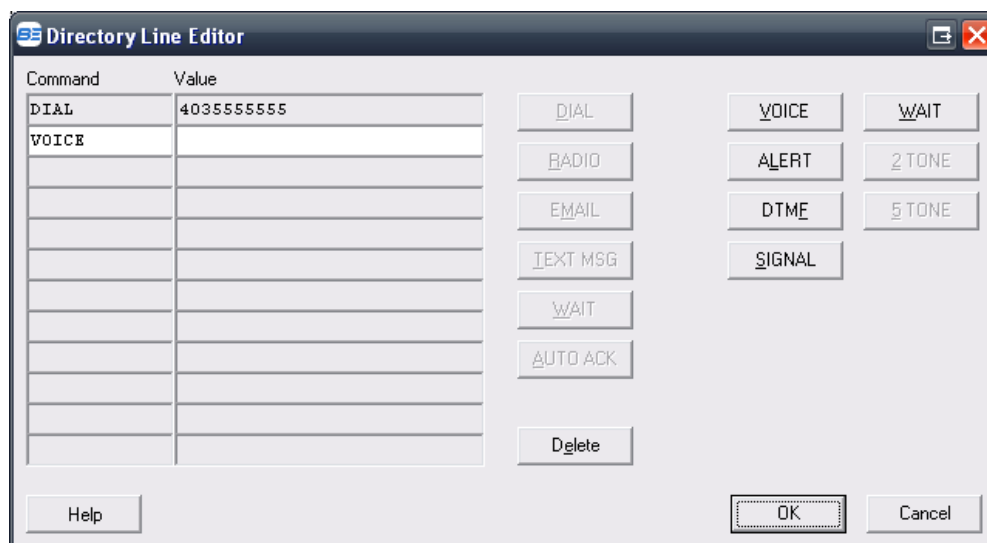 SE Directory Line Editor
Command Value
DIAL 4035555555
VOICE
DIAL
RADIO
EMAIL
TEXT MSG
WAIT
AUTO ACK
Delete
VOICE WAIT
ALERT 2 TONE
DTMF 5 TONE
SIGNAL
Help OK Cancel